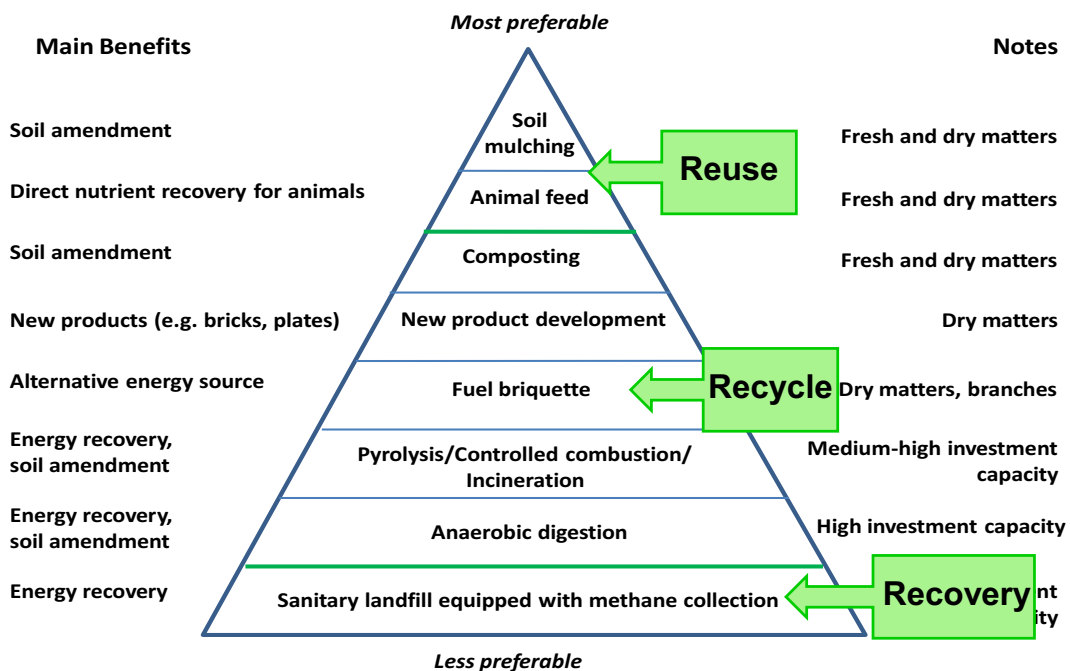 Most preferable
Main Benefits
Notes
Soil amendment
Soil
mulching
Fresh and dry matters
Reuse
Direct nutrient recovery for animals
Animal feed
Fresh and dry matters
Soil amendment
Composting
Fresh and dry matters
New products (e.g. bricks, plates)
New product development
Dry matters
Alternative energy source
Fuel briquette
Recycle
Dry matters, branches
Energy recovery,
soil amendment
Pyrolysis/Controlled combustion/
Incineration
Medium-high investment
capacity
Energy recovery,
soil amendment
Anaerobic digestion
High investment capacity
Energy recovery
Sanitary landfill equipped with methane collection
Recovery
Less preferable